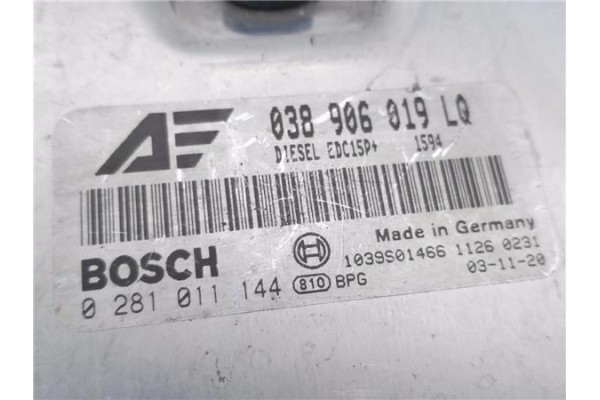 AE 038 906 019 LQ
DIESEL EDC15P+ 1594
Made in Germany
BOSCH 1039S01466 1126 0231
0 281 011 144 810 BPG 03-11-20